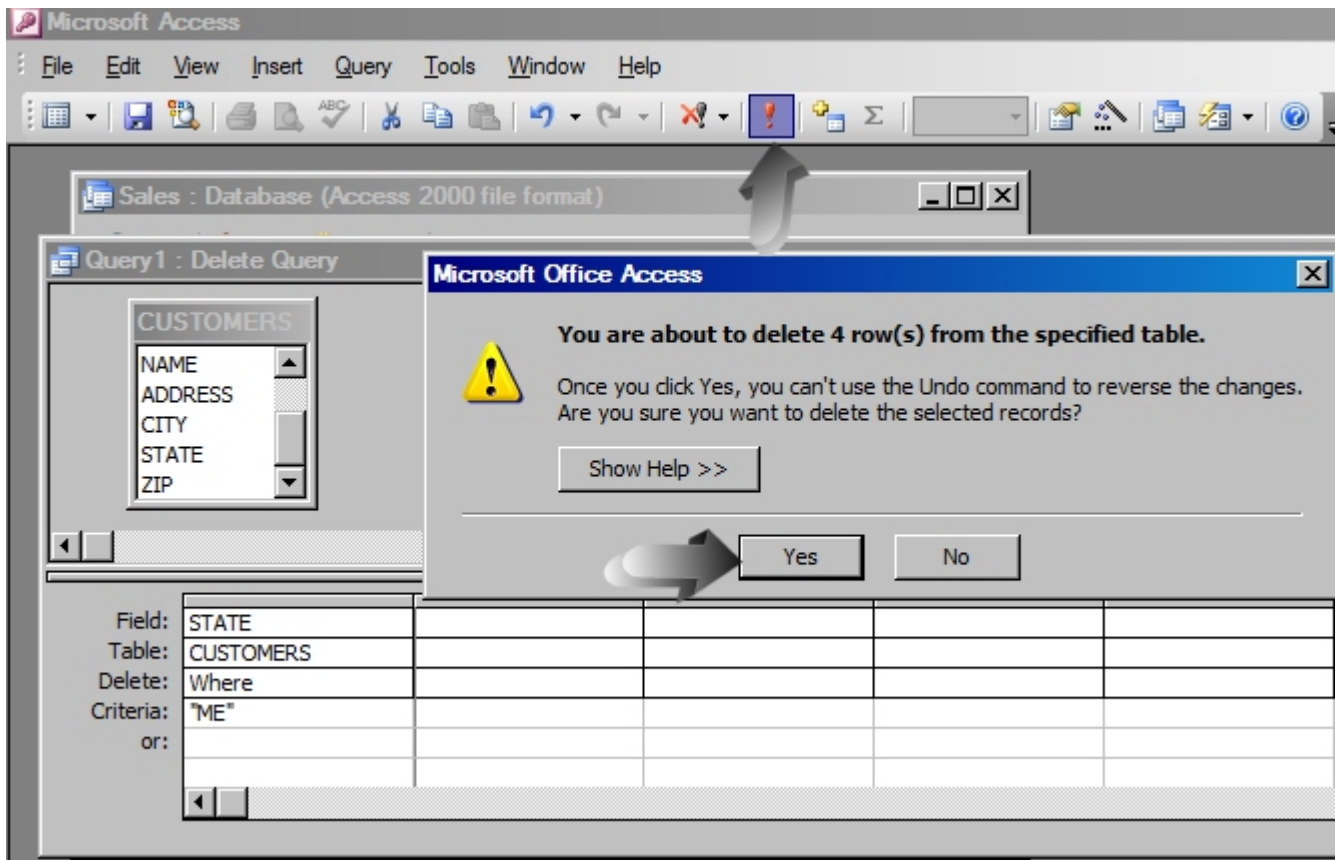 Microsoft Access
File Edit View Insert Query Tools Window Help
ABC
Sales : Database (Access 2000 file format)
Query1 : Delete Query
Microsoft Office Access
CUSTOMERS
NAME
ADDRESS
CITY
STATE
ZIP
You are about to delete 4 row(s) from the specified table.
Once you click Yes, you can't use the Undo command to reverse the changes.
Are you sure you want to delete the selected records?
Show Help >>
Yes No
Field: STATE
Table: CUSTOMERS
Delete: Where
Criteria: "ME"
or: